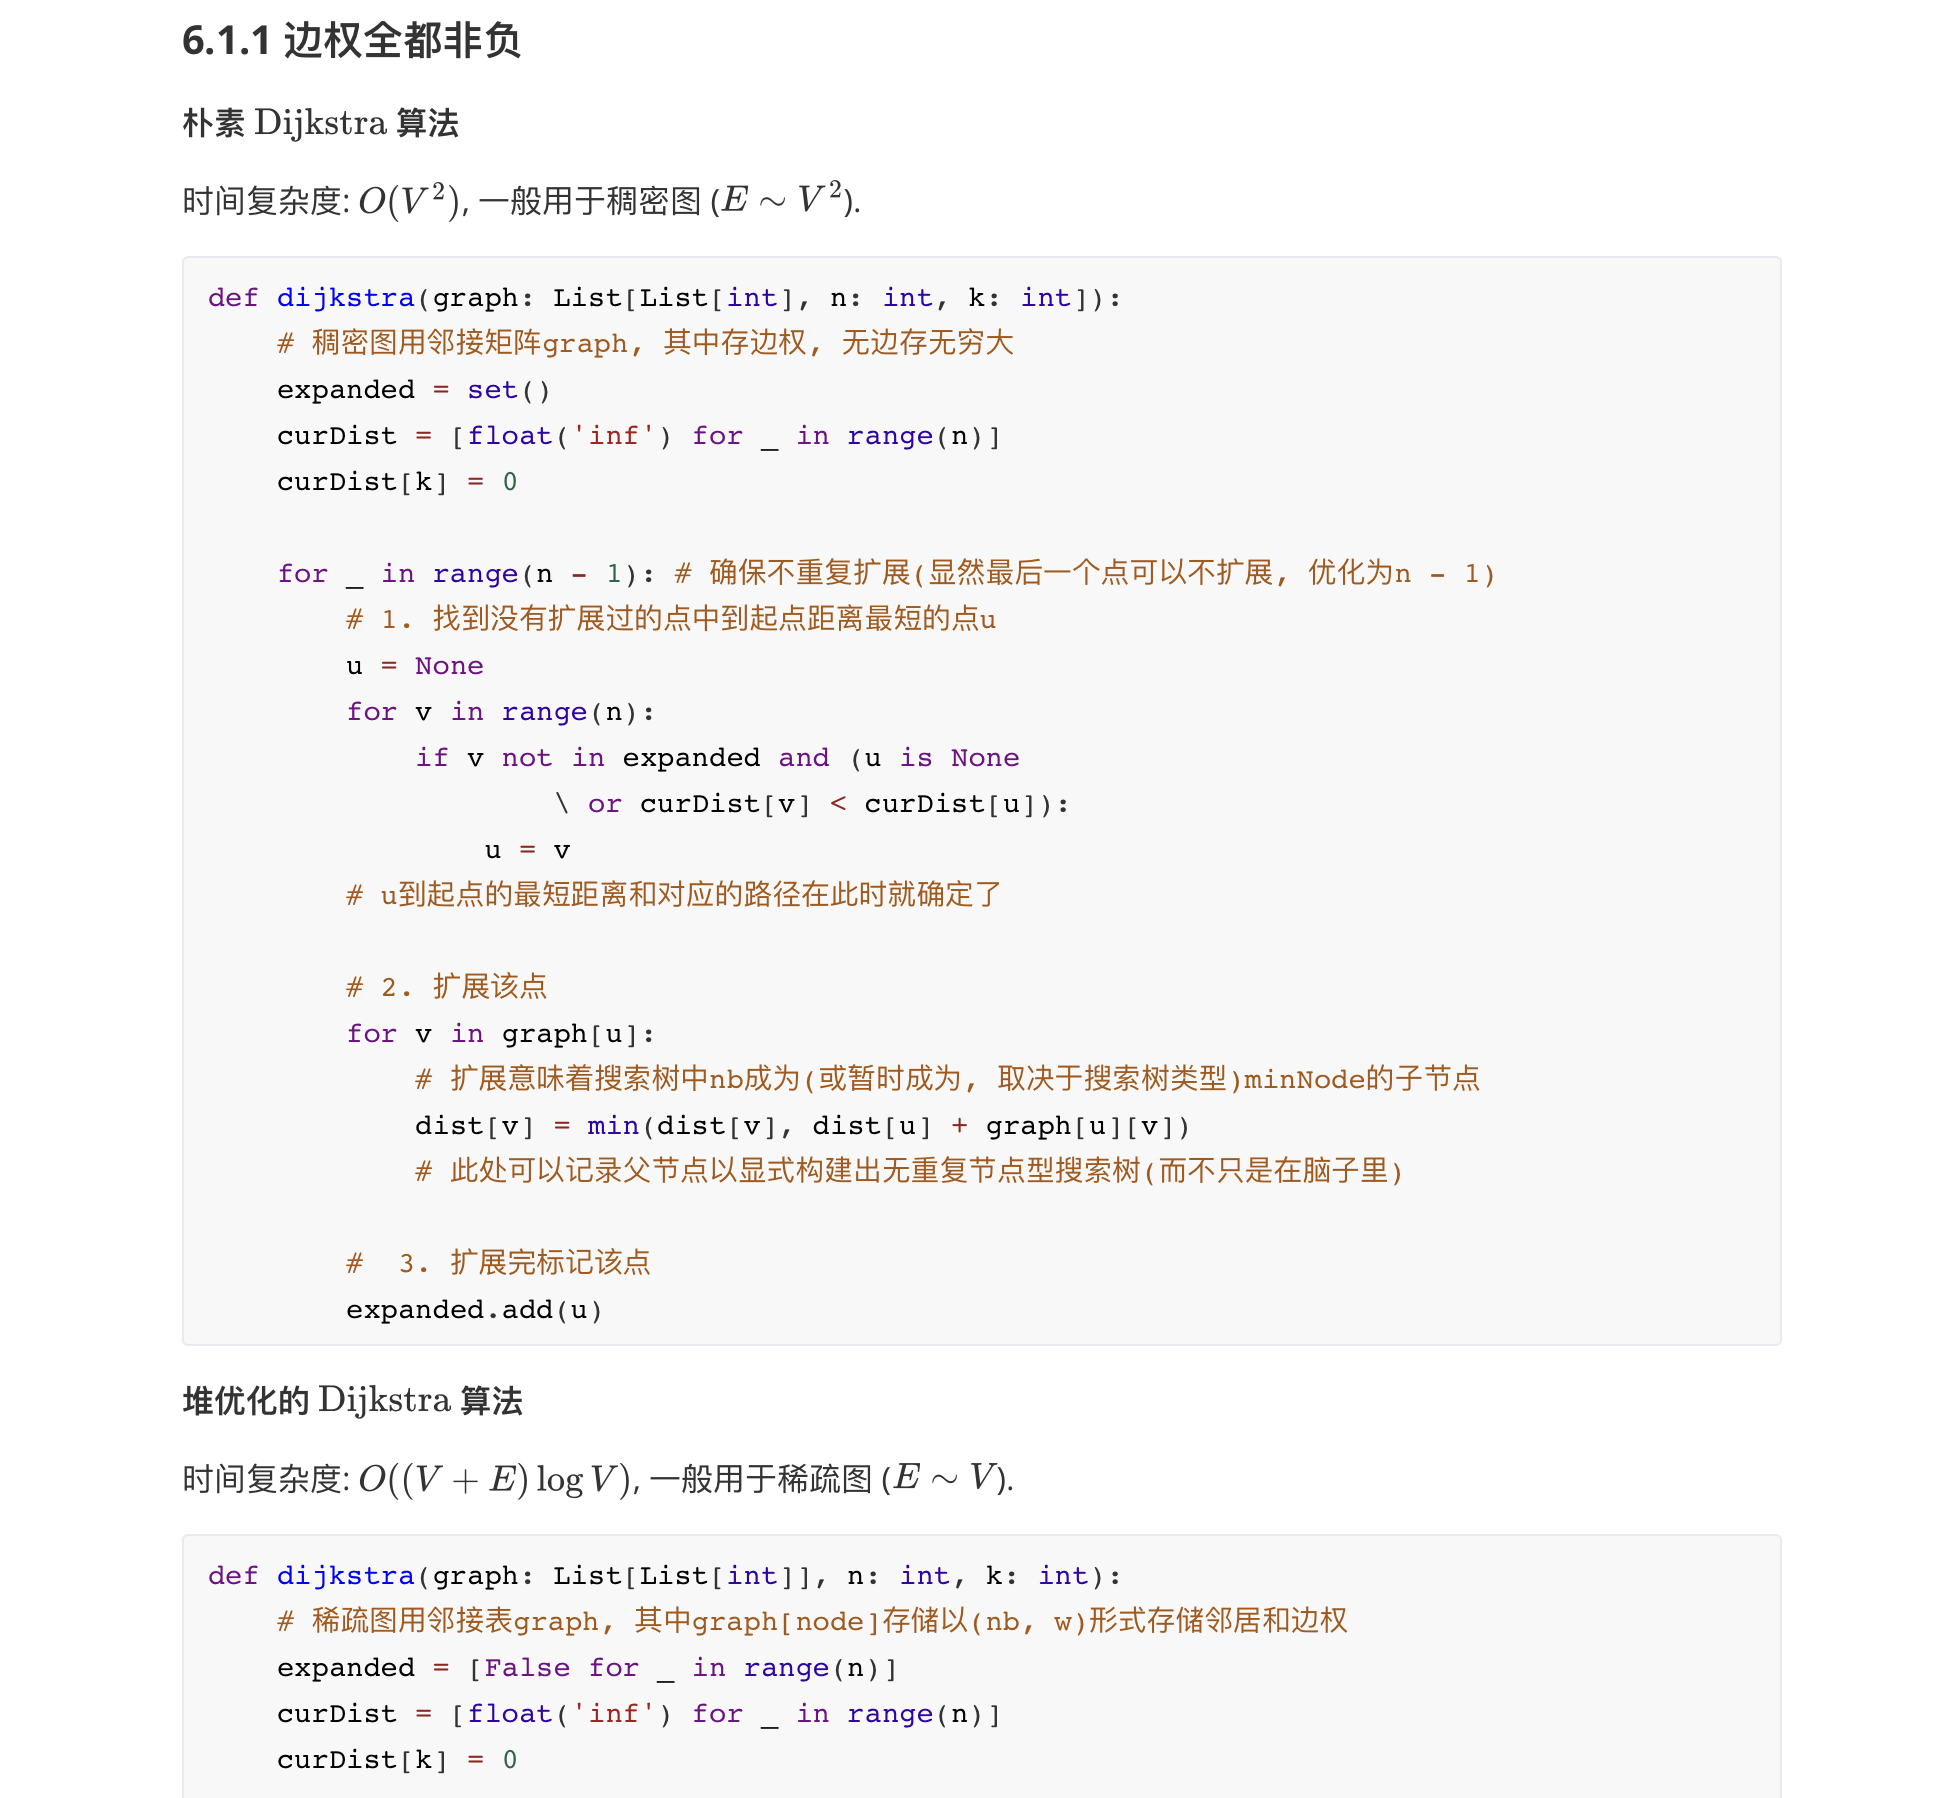 6.1.1 边权全都非负
朴素 Dijkstra 算法
时间复杂度: O(V²), 一般用于稠密图 (E ∼ V²).
def dijkstra(graph: List[List[int], n: int, k: int]):
    # 稠密图用邻接矩阵graph, 其中存边权, 无边存无穷大
    expanded = set()
    curDist = [float('inf') for _ in range(n)]
    curDist[k] = 0
    for _ in range(n - 1): # 确保不重复扩展(显然最后一个点可以不扩展, 优化为n - 1)
        # 1. 找到没有扩展过的点中到起点距离最短的点u
        u = None
        for v in range(n):
            if v not in expanded and (u is None
                    \ or curDist[v] < curDist[u]):
                u = v
        # u到起点的最短距离和对应的路径在此时就确定了
        # 2. 扩展该点
        for v in graph[u]:
            # 扩展意味着搜索树中nb成为(或暂时成为, 取决于搜索树类型)minNode的子节点
            dist[v] = min(dist[v], dist[u] + graph[u][v])
            # 此处可以记录父节点以显式构建出无重复节点型搜索树(而不只是在脑子里)
        #  3. 扩展完标记该点
        expanded.add(u)
堆优化的 Dijkstra 算法
时间复杂度: O((V + E) log V), 一般用于稀疏图 (E ∼ V).
def dijkstra(graph: List[List[int]], n: int, k: int):
    # 稀疏图用邻接表graph, 其中graph[node]存储以(nb, w)形式存储邻居和边权
    expanded = [False for _ in range(n)]
    curDist = [float('inf') for _ in range(n)]
    curDist[k] = 0